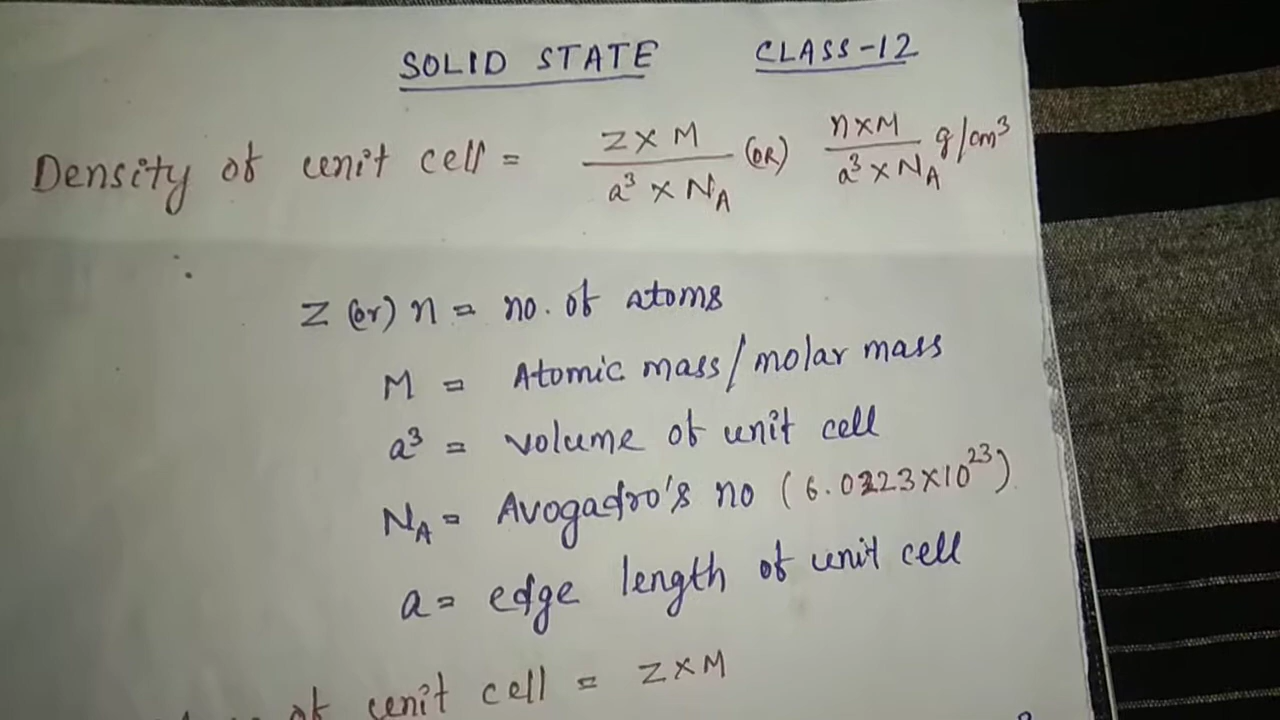 SOLID STATE CLASS-12
Density of unit cell = Z×M / a³×N_A (OR) n×M / a³×N_A g/cm³
Z (or) n = no. of atoms
M = Atomic mass/molar mass
a³ = volume of unit cell
N_A = Avogadro's no (6.0223×10²³)
a = edge length of unit cell
of unit cell = Z×M